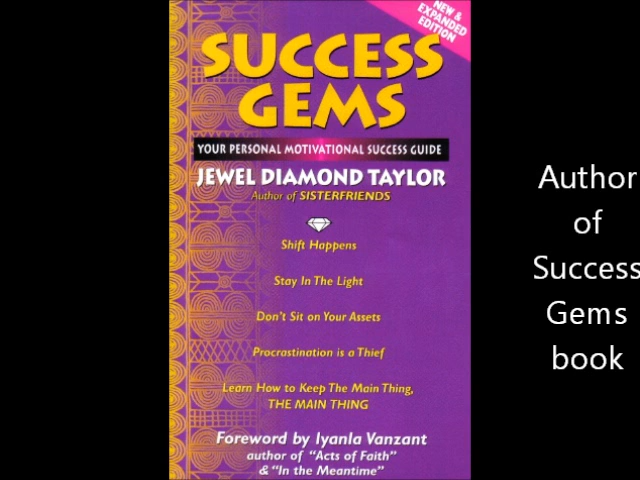 NEW &
EXPANDED
EDITION
SUCCESS
GEMS
YOUR PERSONAL MOTIVATIONAL SUCCESS GUIDE
JEWEL DIAMOND TAYLOR
Author of SISTERFRIENDS
Shift Happens
Stay In The Light
Don't Sit on Your Assets
Procrastination is a Thief
Learn How to Keep The Main Thing,
THE MAIN THING
Foreword by Iyanla Vanzant
author of "Acts of Faith"
& "In the Meantime"
Author
of
Success
Gems
book